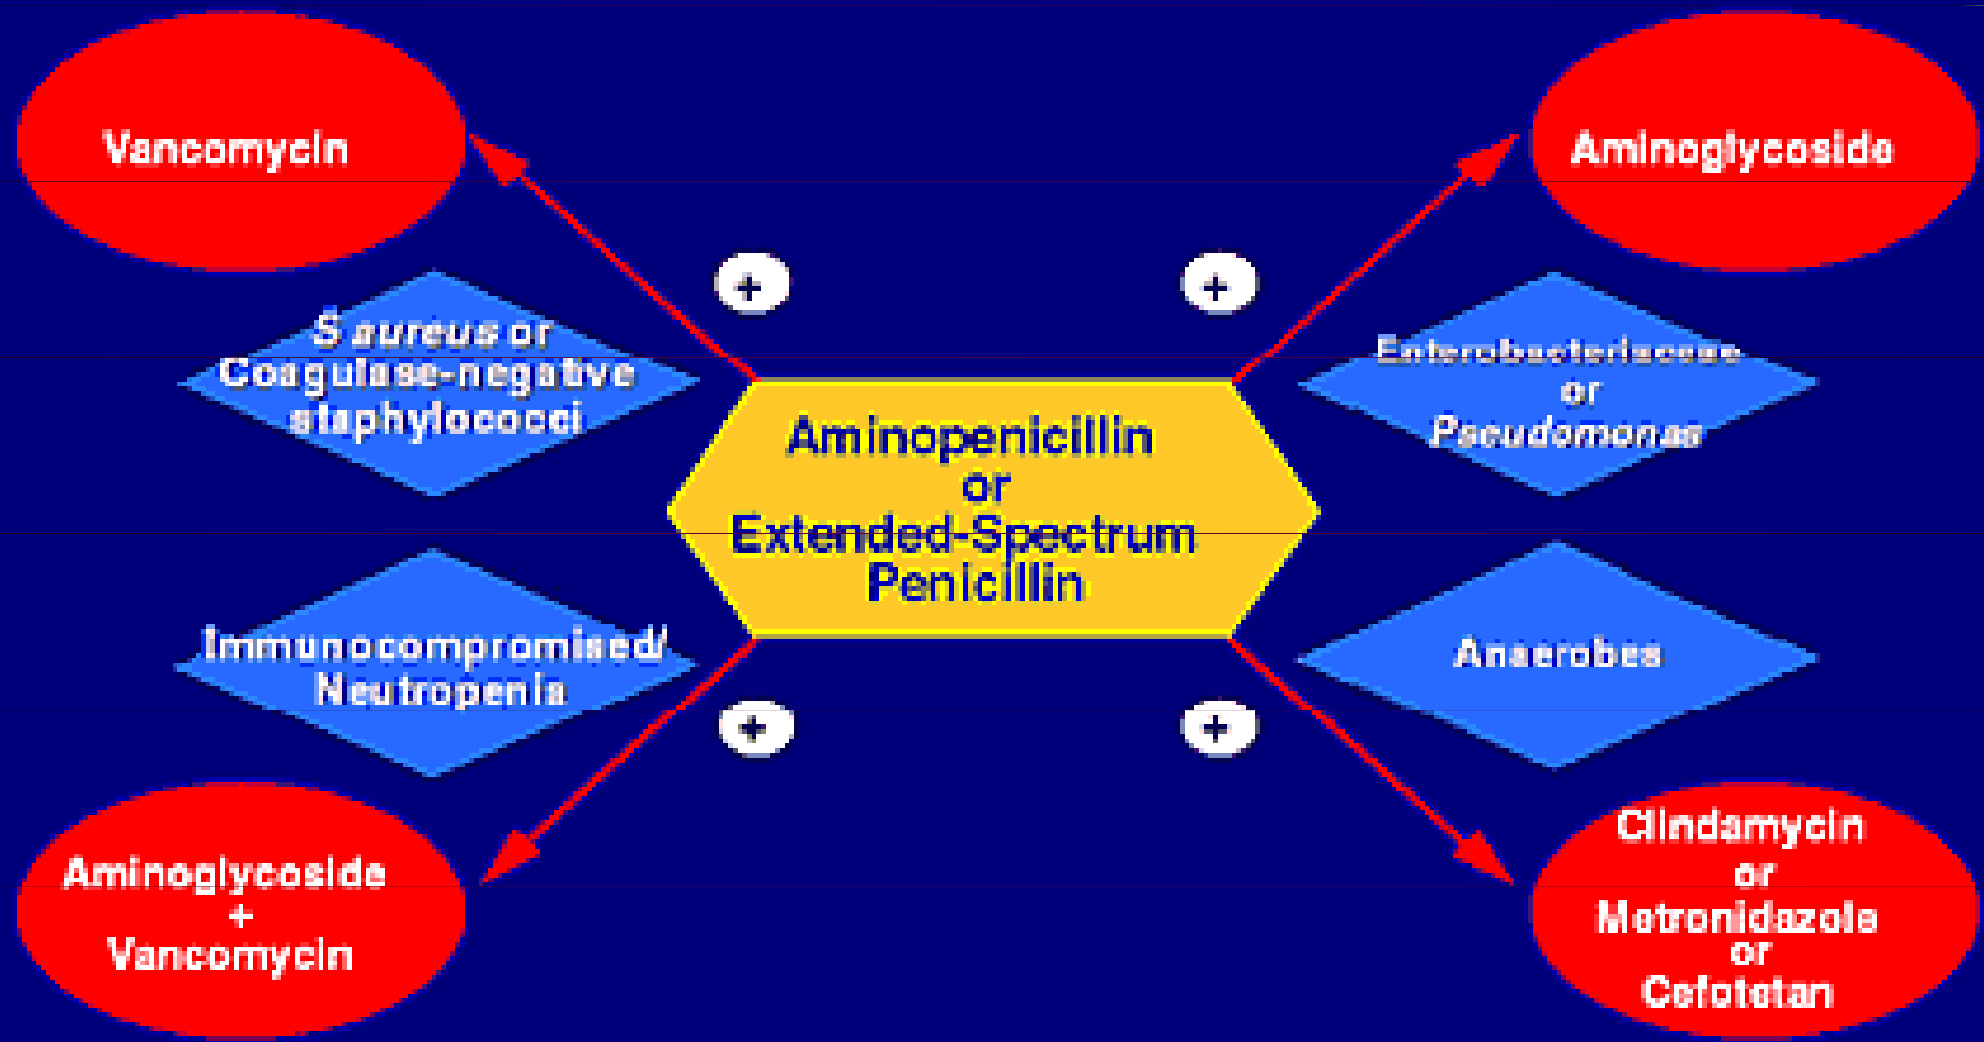 Vancomycin
Aminoglycoside
+
+
S aureus or
Coagulase-negative
staphylococci
Enterobacteriaceae
or
Pseudomonas
Aminopenicillin
or
Extended-Spectrum
Penicillin
Immunocompromised/
Neutropenia
Anaerobes
+
+
Aminoglycoside
+
Vancomycin
Clindamycin
or
Metronidazole
or
Cefotetan